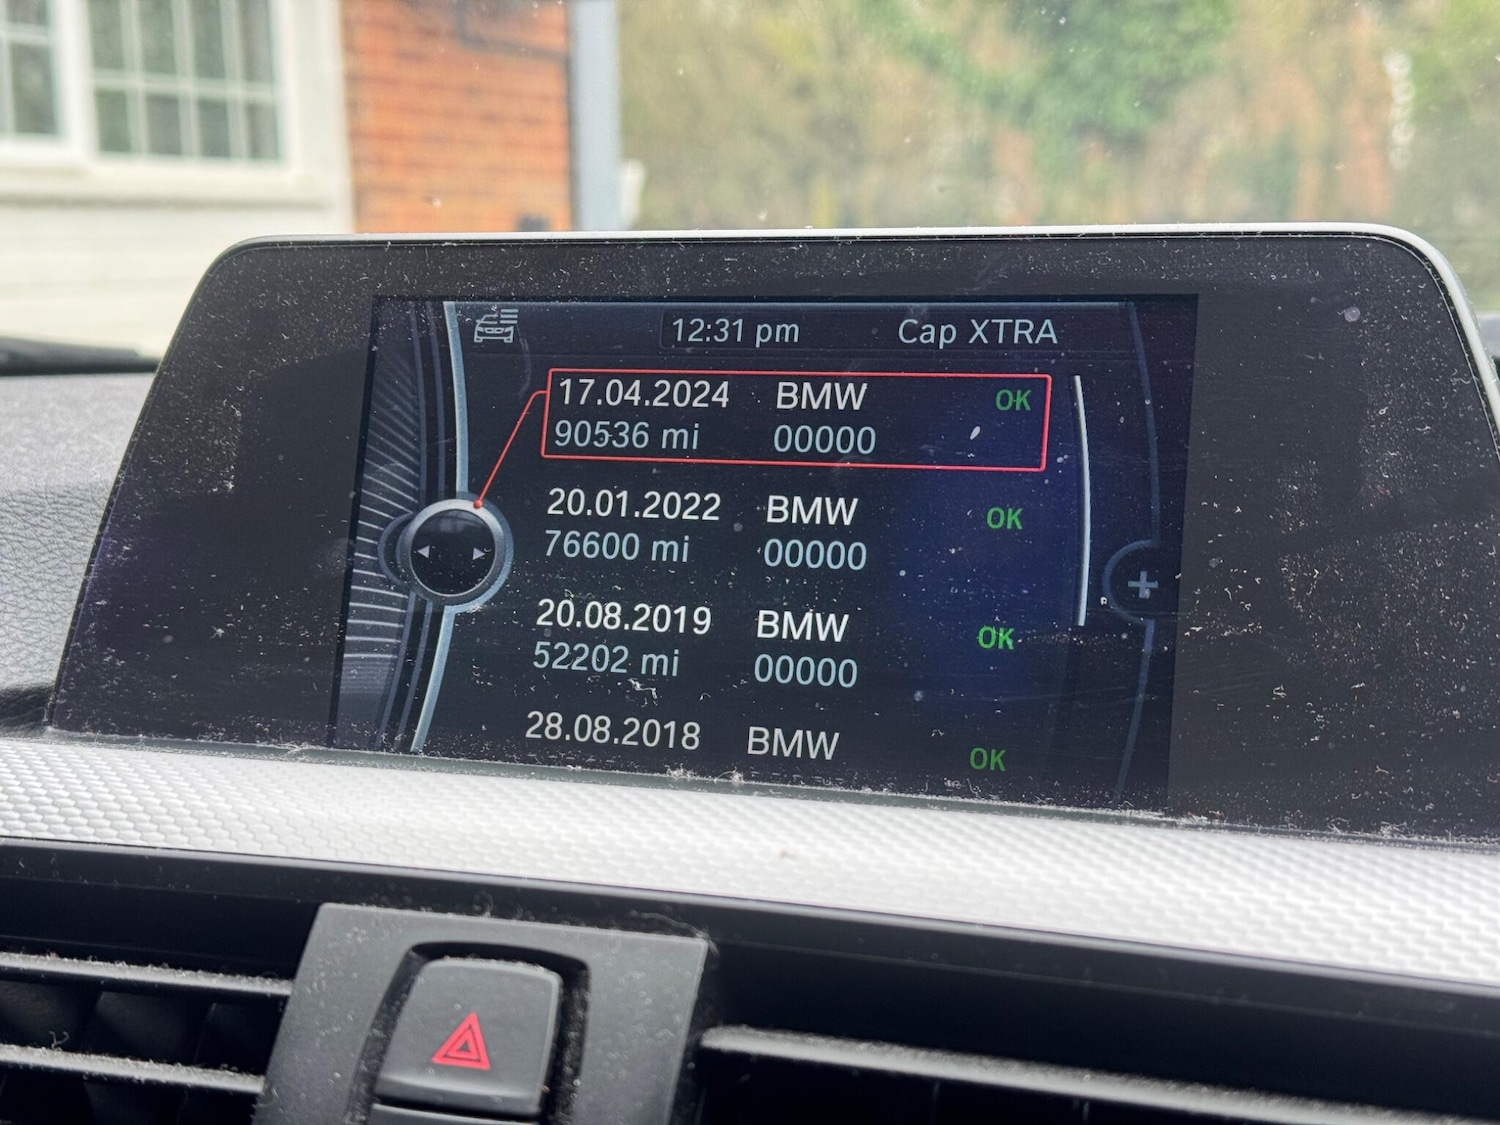 12:31 pm Cap XTRA
17.04.2024 BMW OK
90536 mi 00000
20.01.2022 BMW OK
76600 mi 00000
20.08.2019 BMW OK
52202 mi 00000
28.08.2018 BMW OK